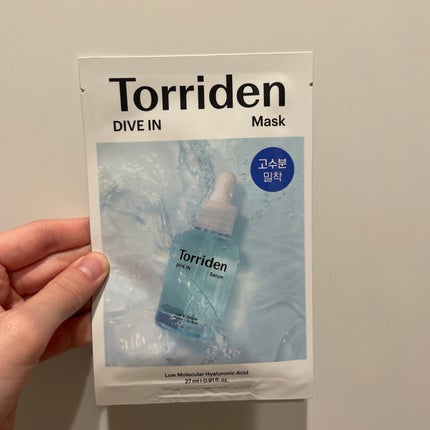 Torriden
DIVE IN Mask
고수분
밀착
Torriden
DIVE IN
Serum
Low Molecular Hyaluronic Acid
27 ml l 0.91 fl. oz.